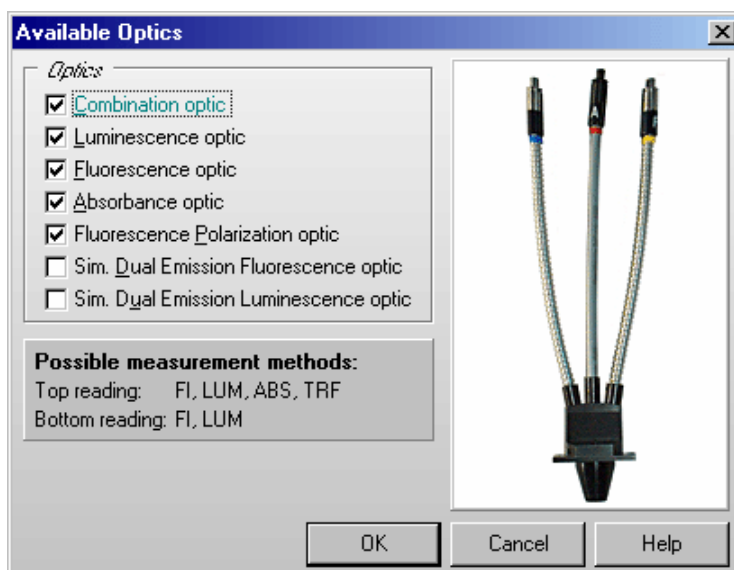 Available Optics
Optics
Combination optic
Luminescence optic
Fluorescence optic
Absorbance optic
Fluorescence Polarization optic
Sim. Dual Emission Fluorescence optic
Sim. Dual Emission Luminescence optic
Possible measurement methods:
Top reading: FI, LUM, ABS, TRF
Bottom reading: FI, LUM
A
OK Cancel Help